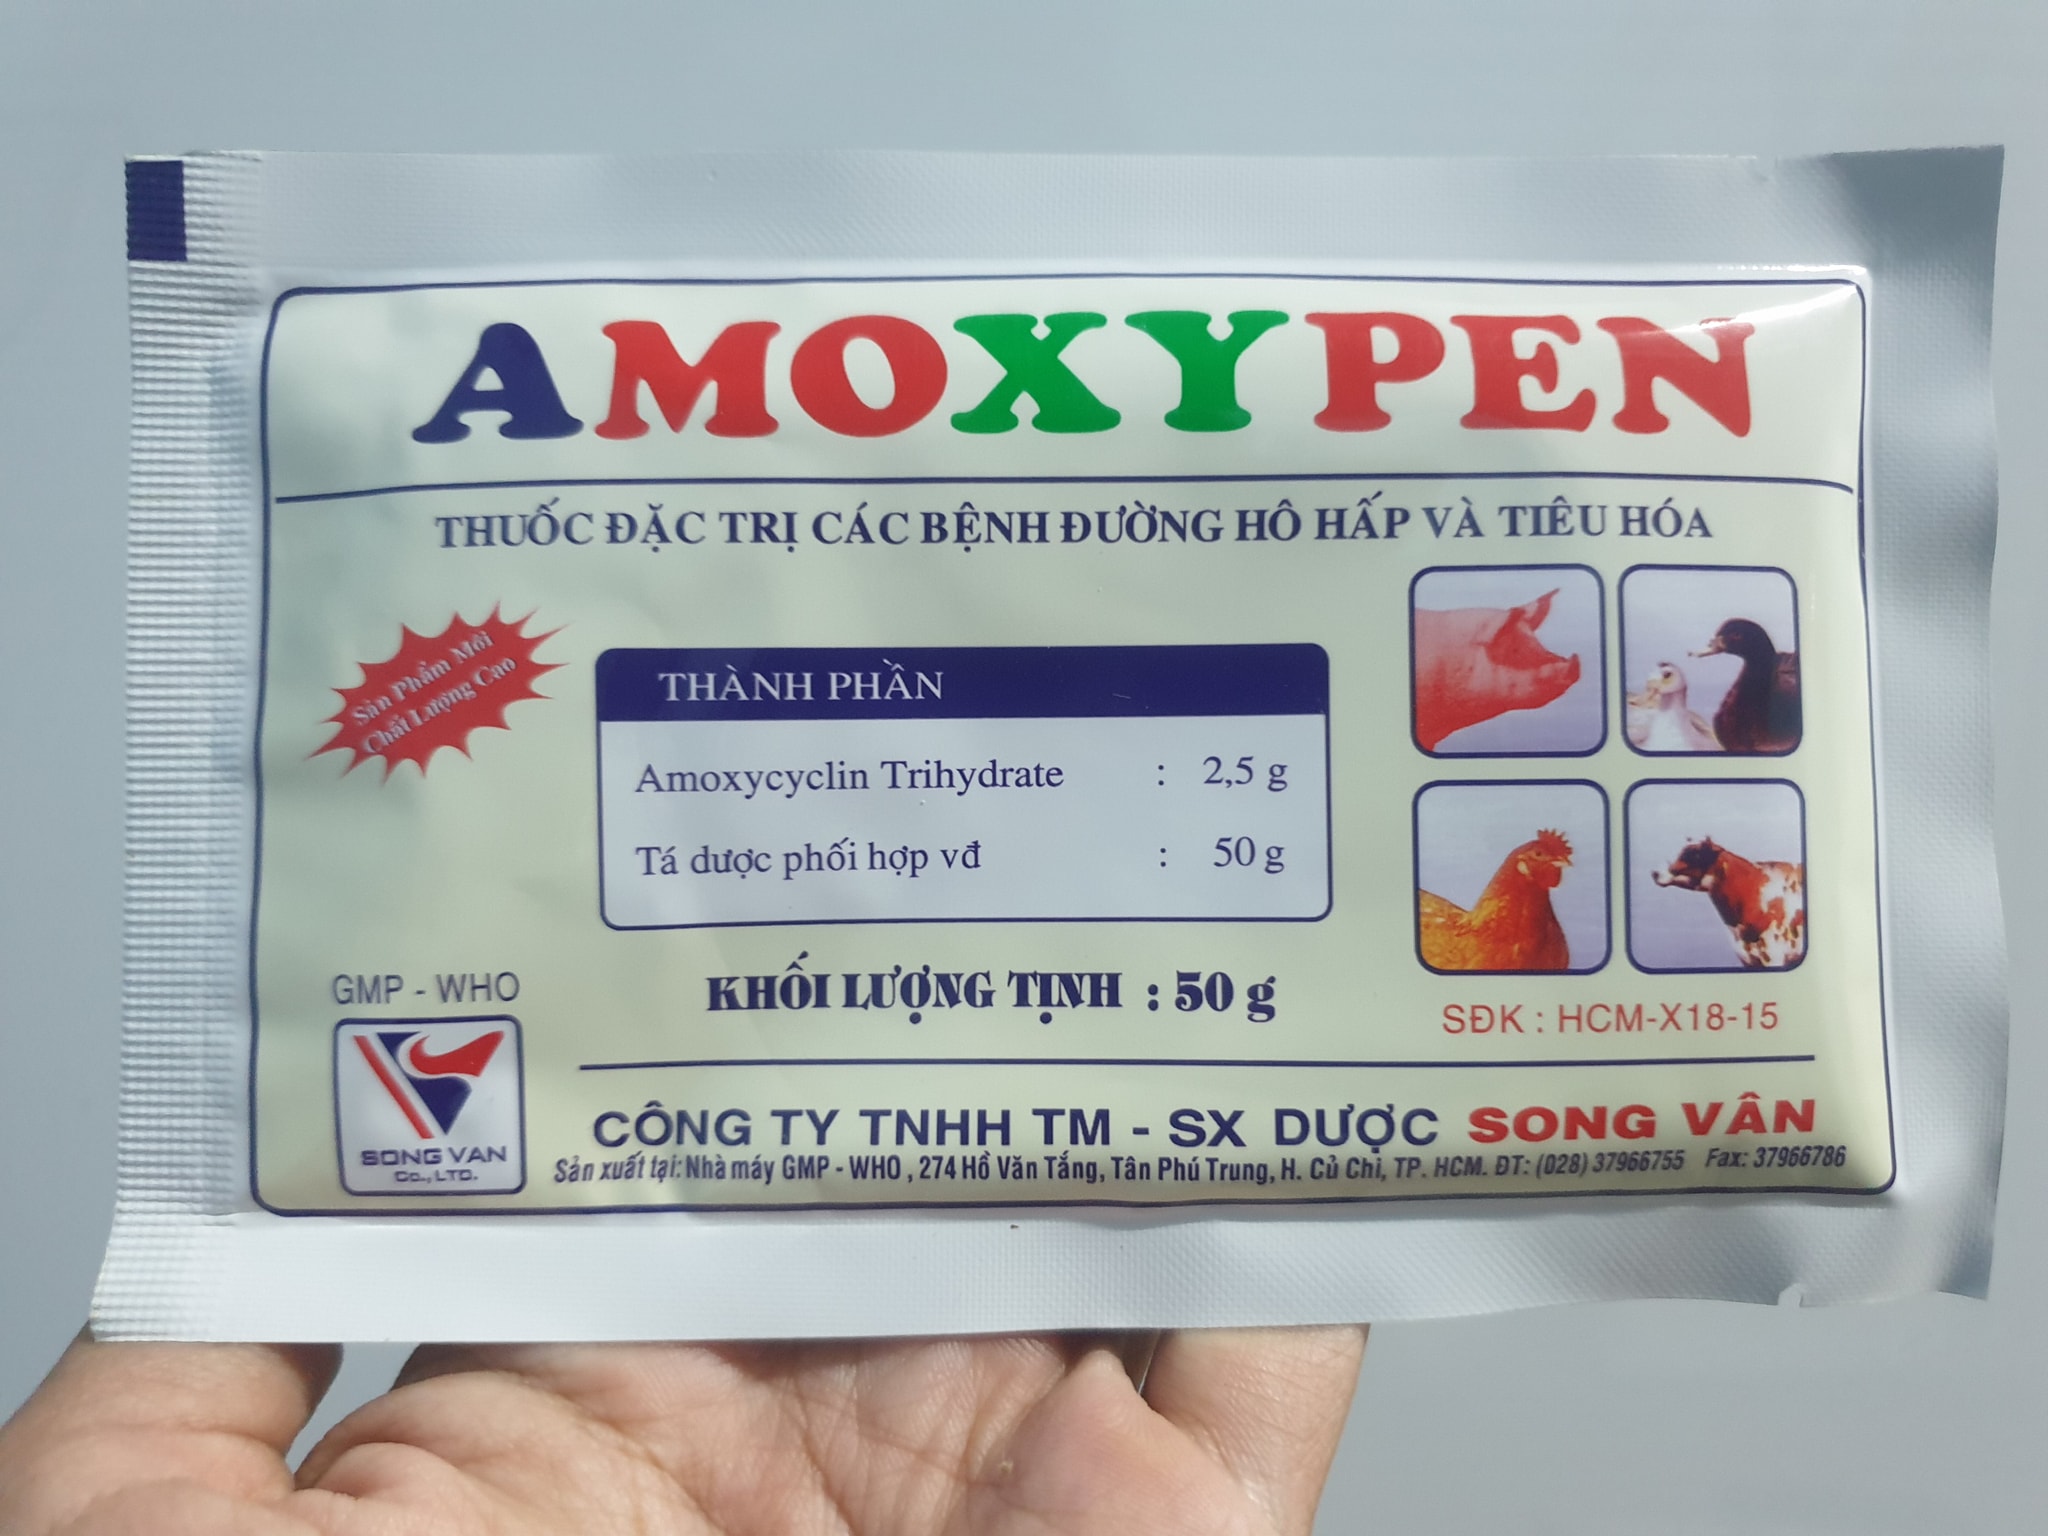 AMOXYPEN
THUỐC ĐẶC TRỊ CÁC BỆNH ĐƯỜNG HÔ HẤP VÀ TIÊU HÓA
Sản Phẩm Mới
Chất Lượng Cao
THÀNH PHẦN
Amoxycyclin Trihydrate : 2,5 g
Tá dược phối hợp vđ : 50 g
KHỐI LƯỢNG TỊNH : 50 g
GMP - WHO
SĐK : HCM-X18-15
SONG VAN
Co., LTD.
CÔNG TY TNHH TM - SX DƯỢC SONG VÂN
Sản xuất tại: Nhà máy GMP - WHO , 274 Hồ Văn Tắng, Tân Phú Trung, H. Củ Chi, TP. HCM. ĐT: (028) 37966755 Fax: 37966786